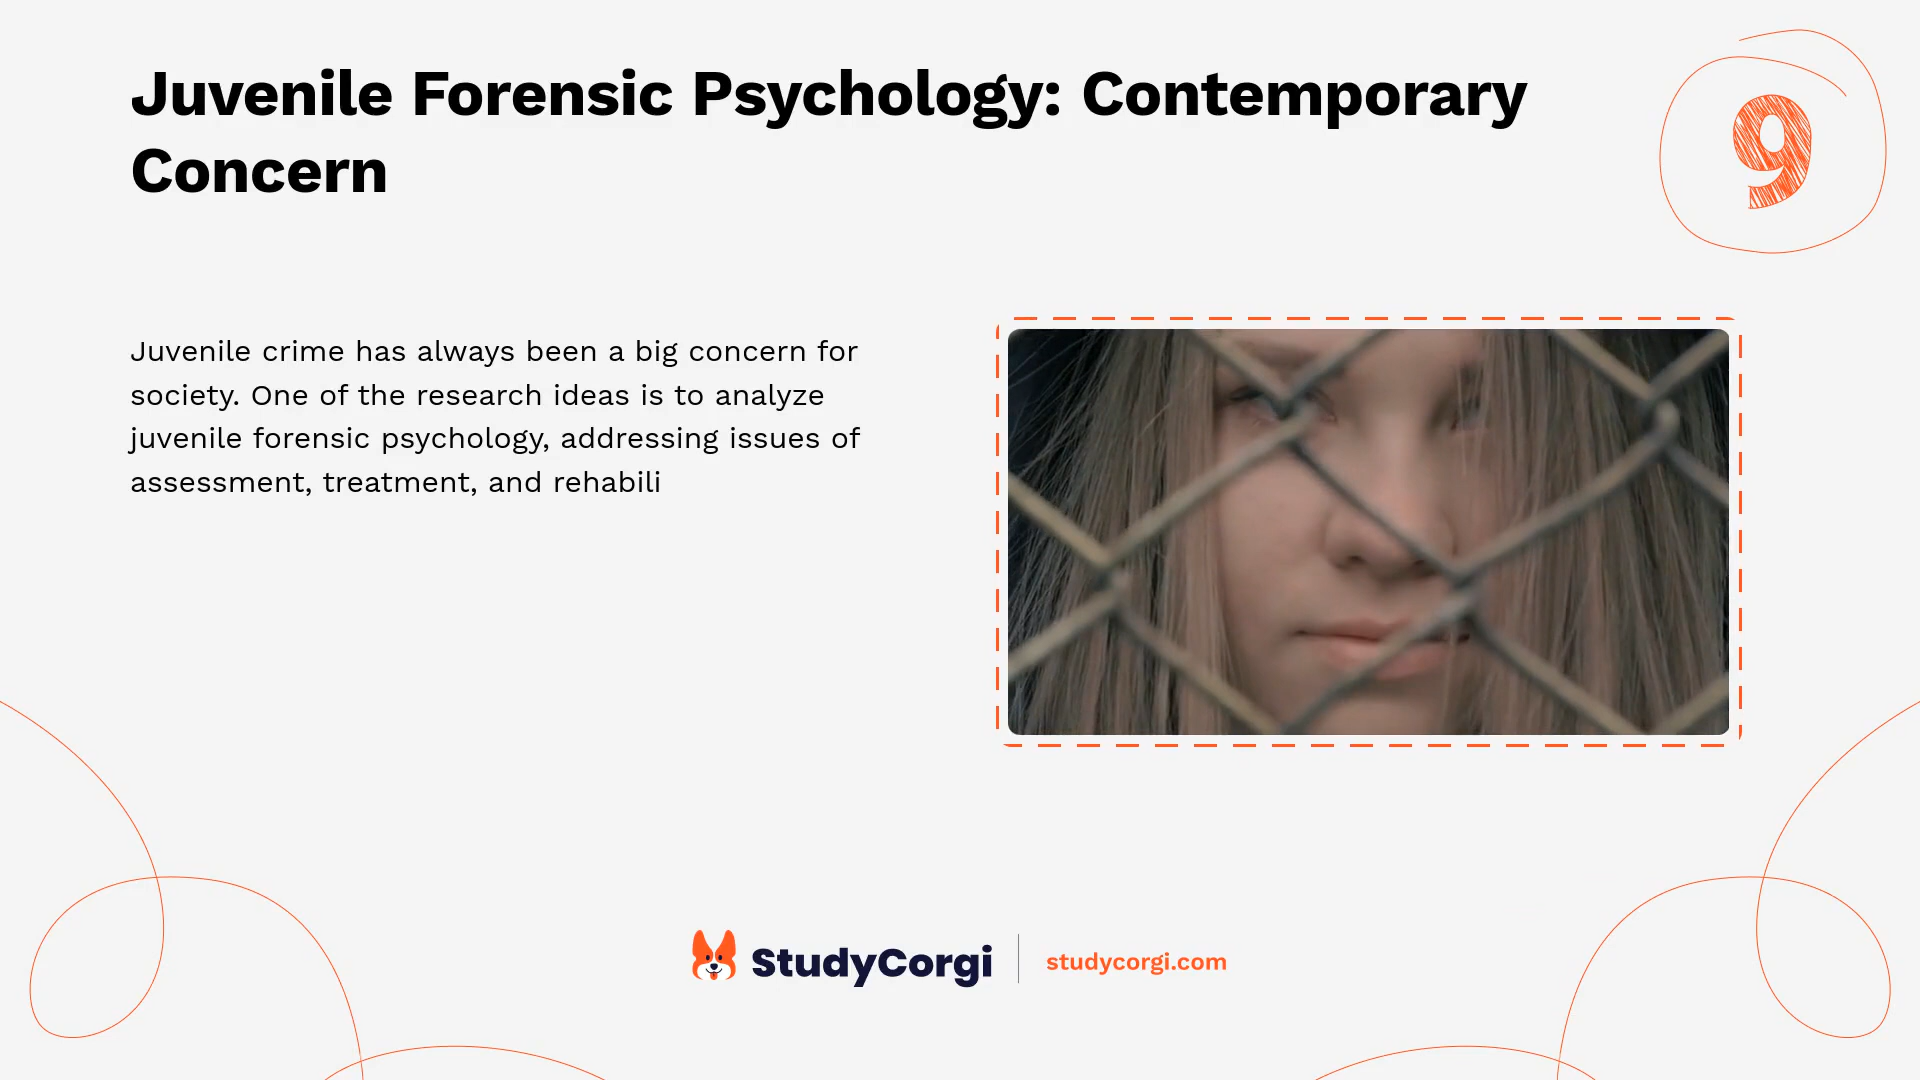 Juvenile Forensic Psychology: Contemporary
Concern
9
Juvenile crime has always been a big concern for
society. One of the research ideas is to analyze
juvenile forensic psychology, addressing issues of
assessment, treatment, and rehabili
StudyCorgi
studycorgi.com